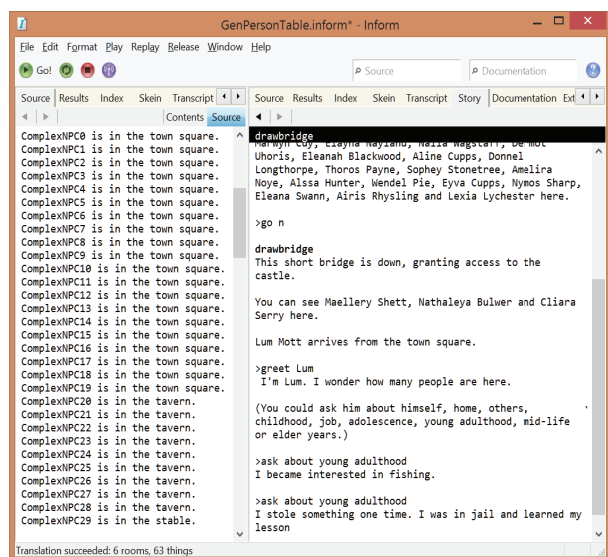 GenPersonTable.inform* - Inform
File Edit Format Play Replay Release Window Help
Go!
Source
Documentation
Source Results Index Skein Transcript
Source Results Index Skein Transcript Story Documentation Ext
Contents Source
ComplexNPC0 is in the town square.
ComplexNPC1 is in the town square.
ComplexNPC2 is in the town square.
ComplexNPC3 is in the town square.
ComplexNPC4 is in the town square.
ComplexNPC5 is in the town square.
ComplexNPC6 is in the town square.
ComplexNPC7 is in the town square.
ComplexNPC8 is in the town square.
ComplexNPC9 is in the town square.
ComplexNPC10 is in the town square.
ComplexNPC11 is in the town square.
ComplexNPC12 is in the town square.
ComplexNPC13 is in the town square.
ComplexNPC14 is in the town square.
ComplexNPC15 is in the town square.
ComplexNPC16 is in the town square.
ComplexNPC17 is in the town square.
ComplexNPC18 is in the town square.
ComplexNPC19 is in the town square.
ComplexNPC20 is in the tavern.
ComplexNPC21 is in the tavern.
ComplexNPC22 is in the tavern.
ComplexNPC23 is in the tavern.
ComplexNPC24 is in the tavern.
ComplexNPC25 is in the tavern.
ComplexNPC26 is in the tavern.
ComplexNPC27 is in the tavern.
ComplexNPC28 is in the tavern.
ComplexNPC29 is in the stable.
drawbridge
Marwyn Cuy, Elayna Nayland, Nalla Wagstaff, Dermot
Uhoris, Eleanah Blackwood, Aline Cupps, Donnel
Longthorpe, Thoros Payne, Sophey Stonetree, Amelira
Noye, Alssa Hunter, Wendel Pie, Eyva Cupps, Nymos Sharp,
Eleana Swann, Airis Rhysling and Lexia Lychester here.
>go n
drawbridge
This short bridge is down, granting access to the
castle.
You can see Maellery Shett, Nathaleya Bulwer and Cliara
Serry here.
Lum Mott arrives from the town square.
>greet Lum
I'm Lum. I wonder how many people are here.
(You could ask him about himself, home, others,
childhood, job, adolescence, young adulthood, mid-life
or elder years.)
>ask about young adulthood
I became interested in fishing.
>ask about young adulthood
I stole something one time. I was in jail and learned my
lesson
Translation succeeded: 6 rooms, 63 things